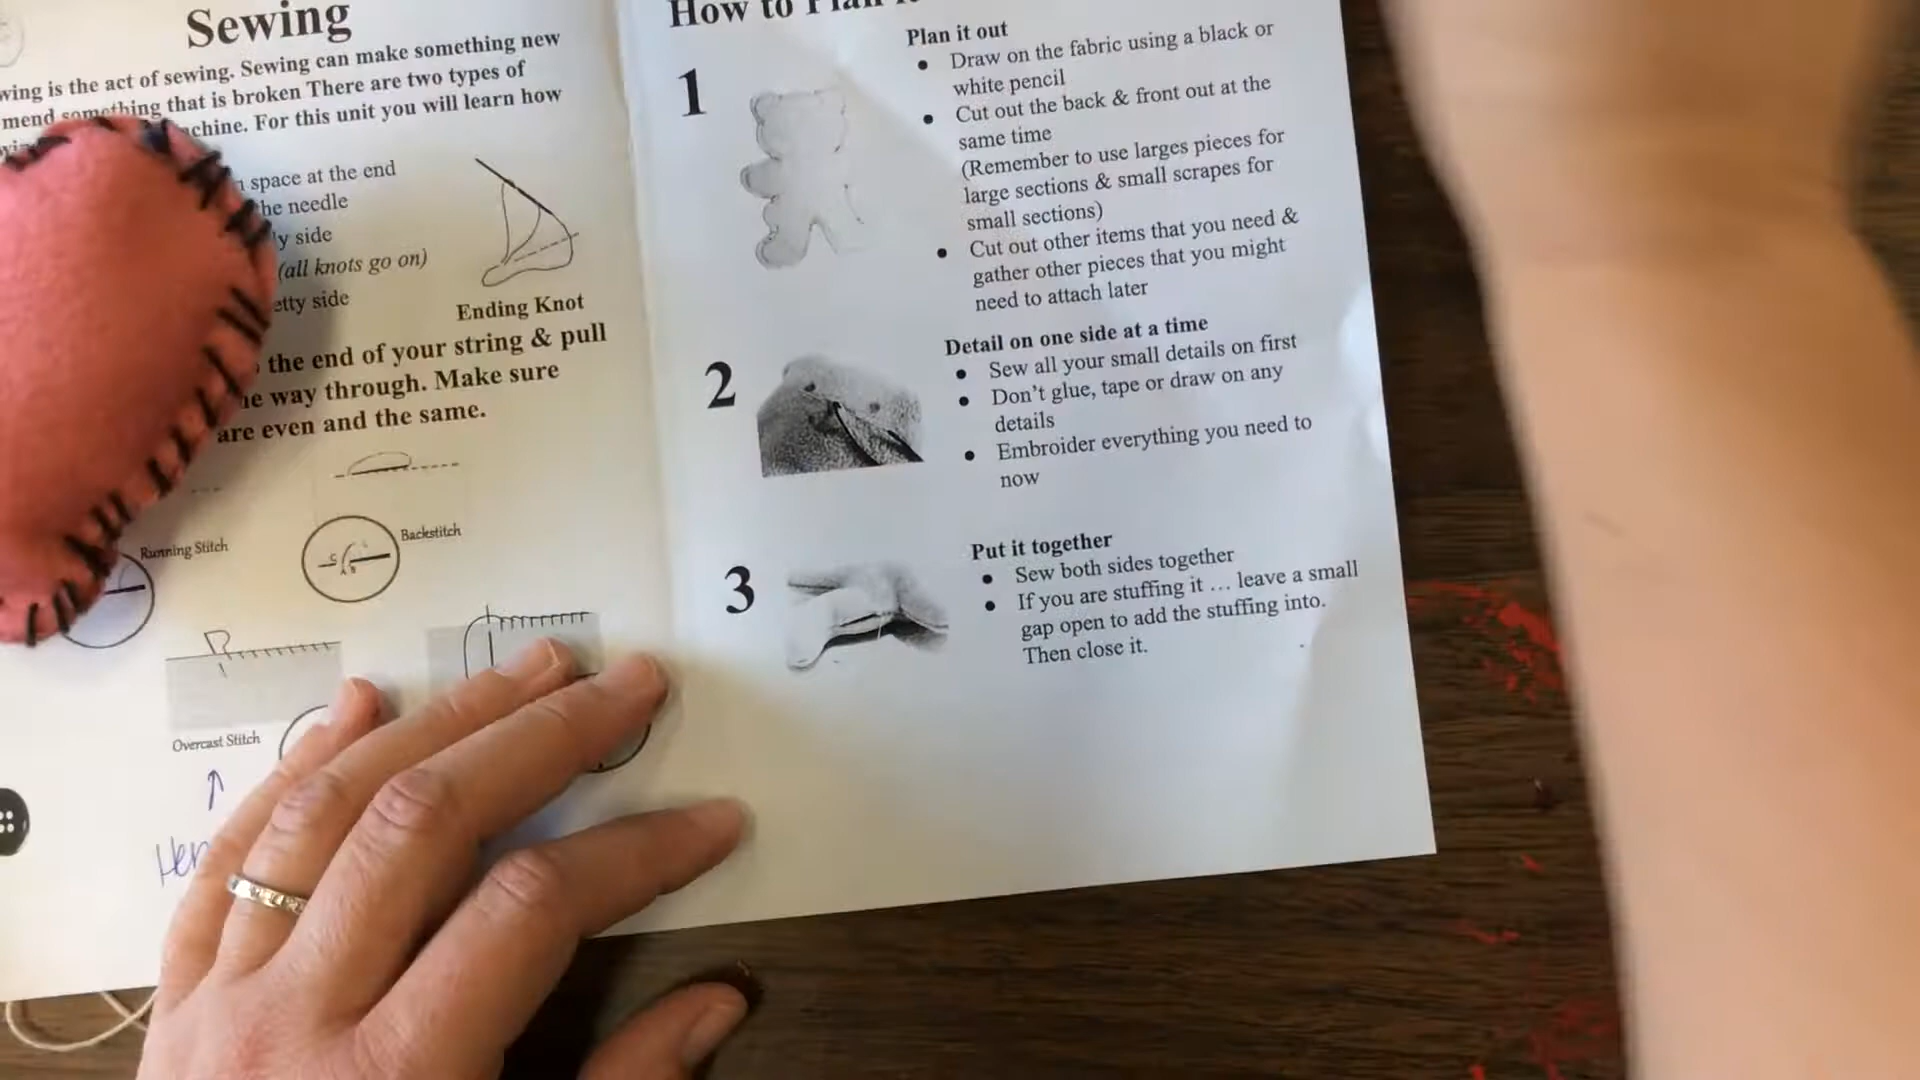 Sewing
wing is the act of sewing. Sewing can make something new
mend something that is broken There are two types of
achine. For this unit you will learn how
space at the end
he needle
y side
(all knots go on)
etty side
Ending Knot
the end of your string & pull
he way through. Make sure
are even and the same.
Running Stitch
Backstitch
Overcast Stitch
How to Plan
1
Plan it out
• Draw on the fabric using a black or
white pencil
• Cut out the back & front out at the
same time
(Remember to use larges pieces for
large sections & small scrapes for
small sections)
• Cut out other items that you need &
gather other pieces that you might
need to attach later
2
Detail on one side at a time
• Sew all your small details on first
• Don't glue, tape or draw on any
details
• Embroider everything you need to
now
3
Put it together
• Sew both sides together
• If you are stuffing it ... leave a small
gap open to add the stuffing into.
Then close it.